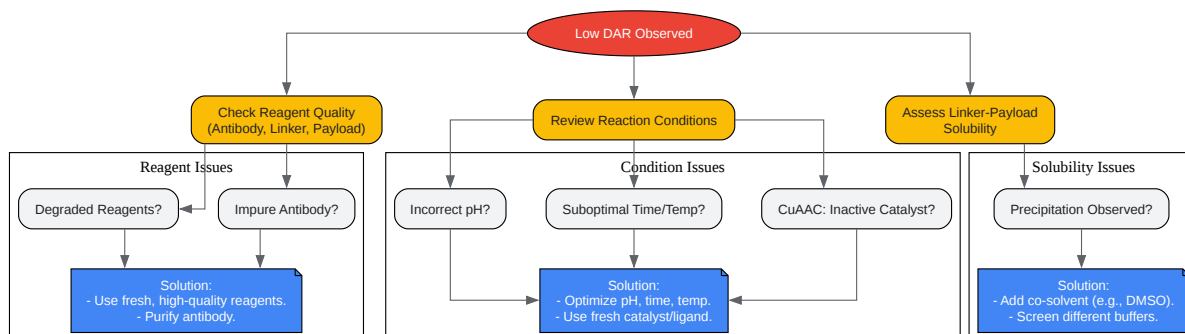 Low DAR Observed
Check Reagent Quality
(Antibody, Linker, Payload)
Review Reaction Conditions
Assess Linker-Payload
Solubility
Reagent Issues
Condition Issues
Solubility Issues
Degraded Reagents?
Impure Antibody?
Incorrect pH?
Suboptimal Time/Temp?
CuAAC: Inactive Catalyst?
Precipitation Observed?
Solution:
- Use fresh, high-quality reagents.
- Purify antibody.
Solution:
- Optimize pH, time, temp.
- Use fresh catalyst/ligand.
Solution:
- Add co-solvent (e.g., DMSO).
- Screen different buffers.